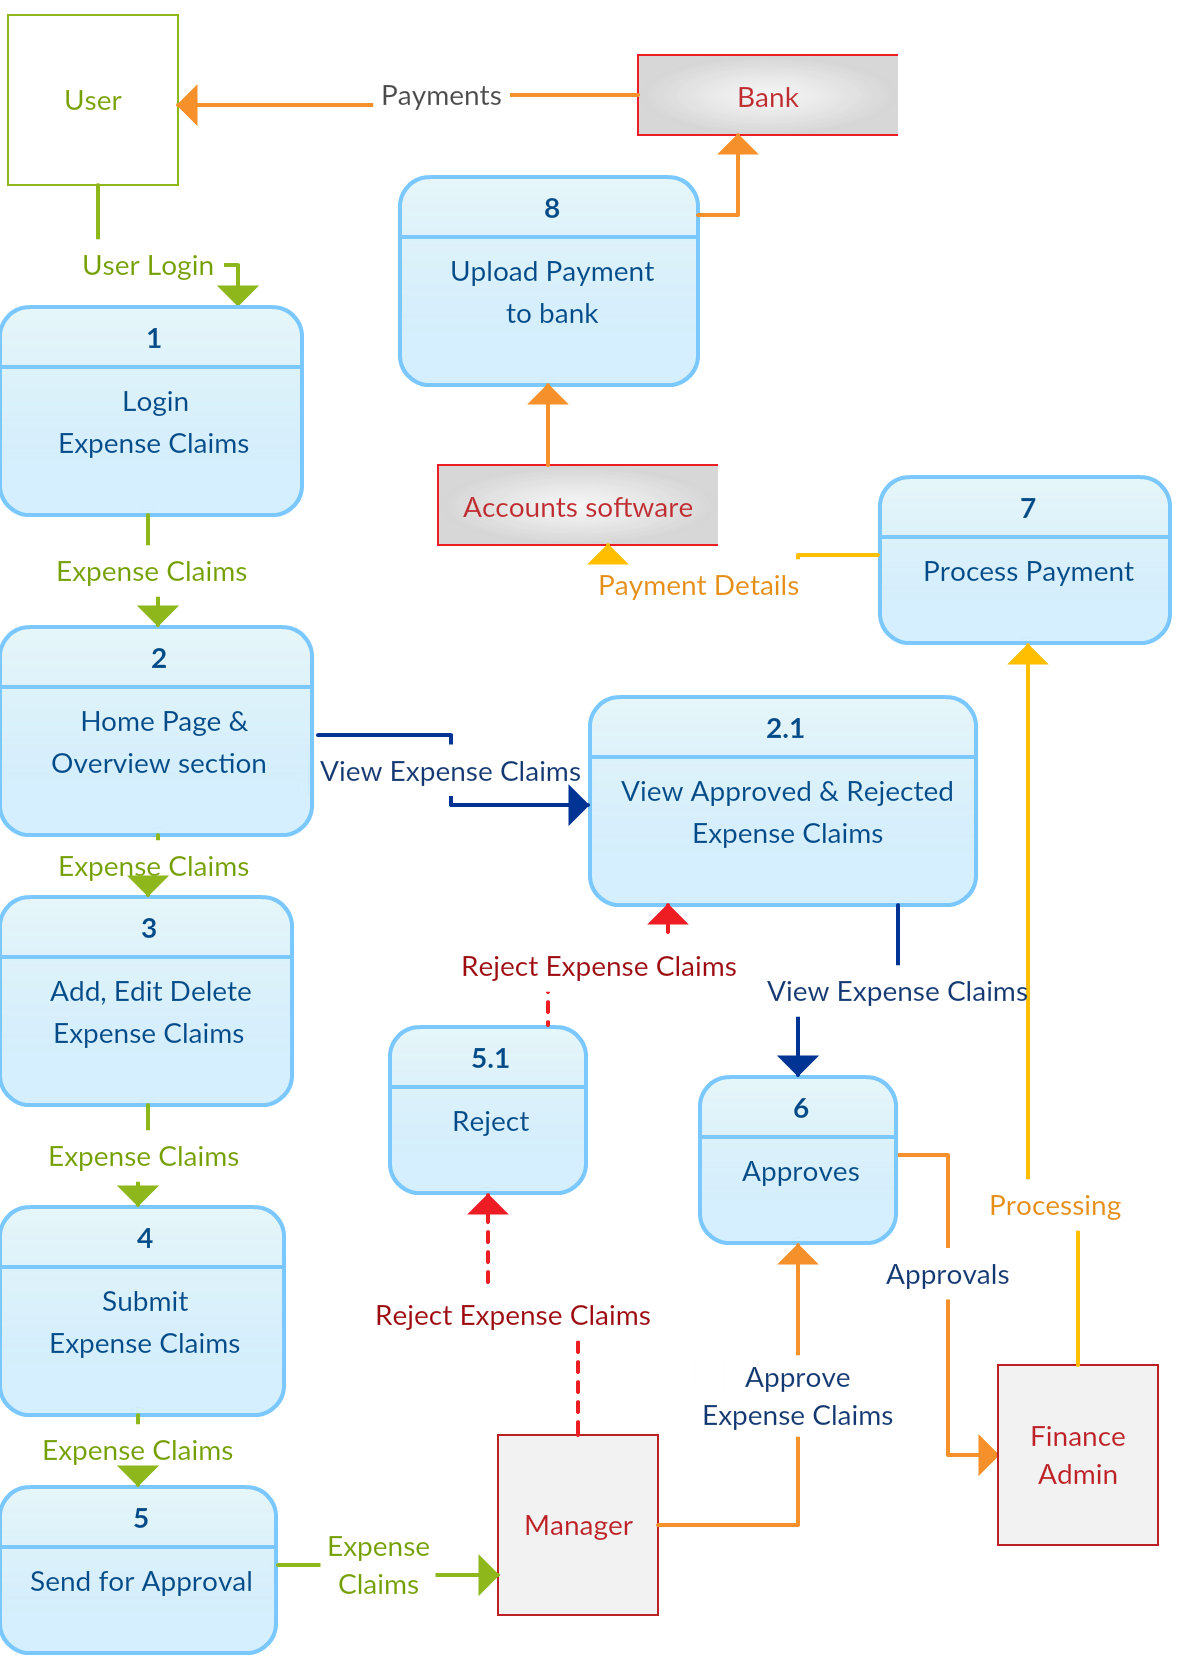 User
Payments
Bank
User Login
8
Upload Payment
to bank
1
Login
Expense Claims
Accounts software
7
Process Payment
Payment Details
Expense Claims
2
Home Page &
Overview section
View Expense Claims
2.1
View Approved & Rejected
Expense Claims
Expense Claims
3
Add, Edit Delete
Expense Claims
Reject Expense Claims
View Expense Claims
5.1
Reject
6
Approves
Expense Claims
Processing
4
Submit
Expense Claims
Approvals
Reject Expense Claims
Approve
Expense Claims
Expense Claims
Finance
Admin
5
Send for Approval
Expense
Claims
Manager